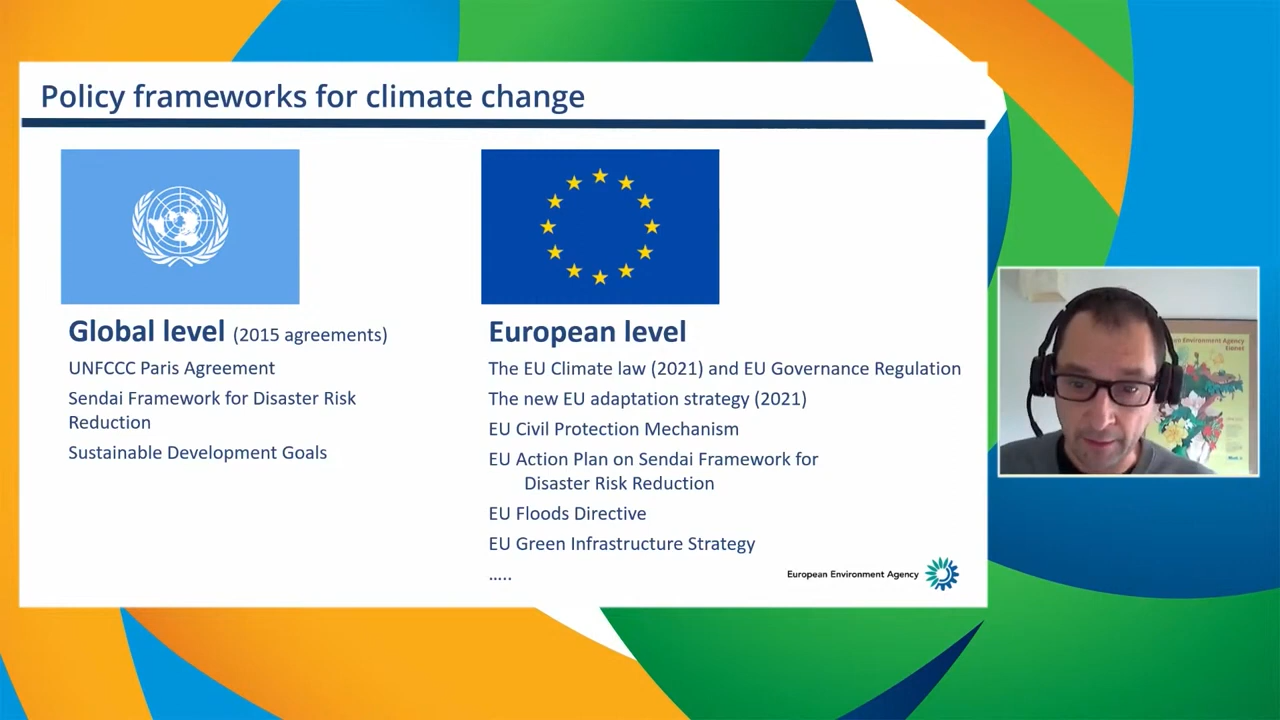 Policy frameworks for climate change
Global level (2015 agreements)
UNFCCC Paris Agreement
Sendai Framework for Disaster Risk
Reduction
Sustainable Development Goals
European level
The EU Climate law (2021) and EU Governance Regulation
The new EU adaptation strategy (2021)
EU Civil Protection Mechanism
EU Action Plan on Sendai Framework for
Disaster Risk Reduction
EU Floods Directive
EU Green Infrastructure Strategy
.....
European Environment Agency
Environment Agency
Eionet